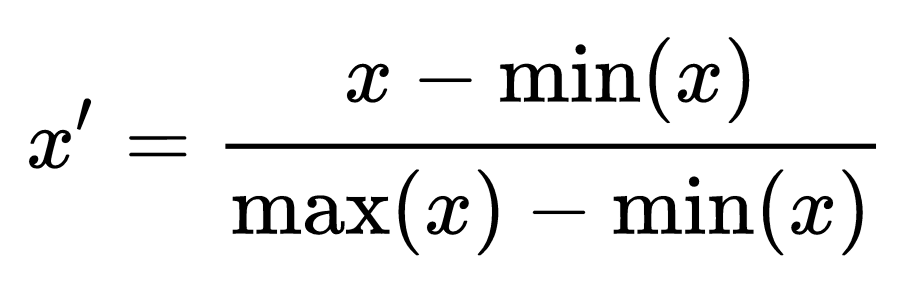 x′ = (x − min(x)) / (max(x) − min(x))